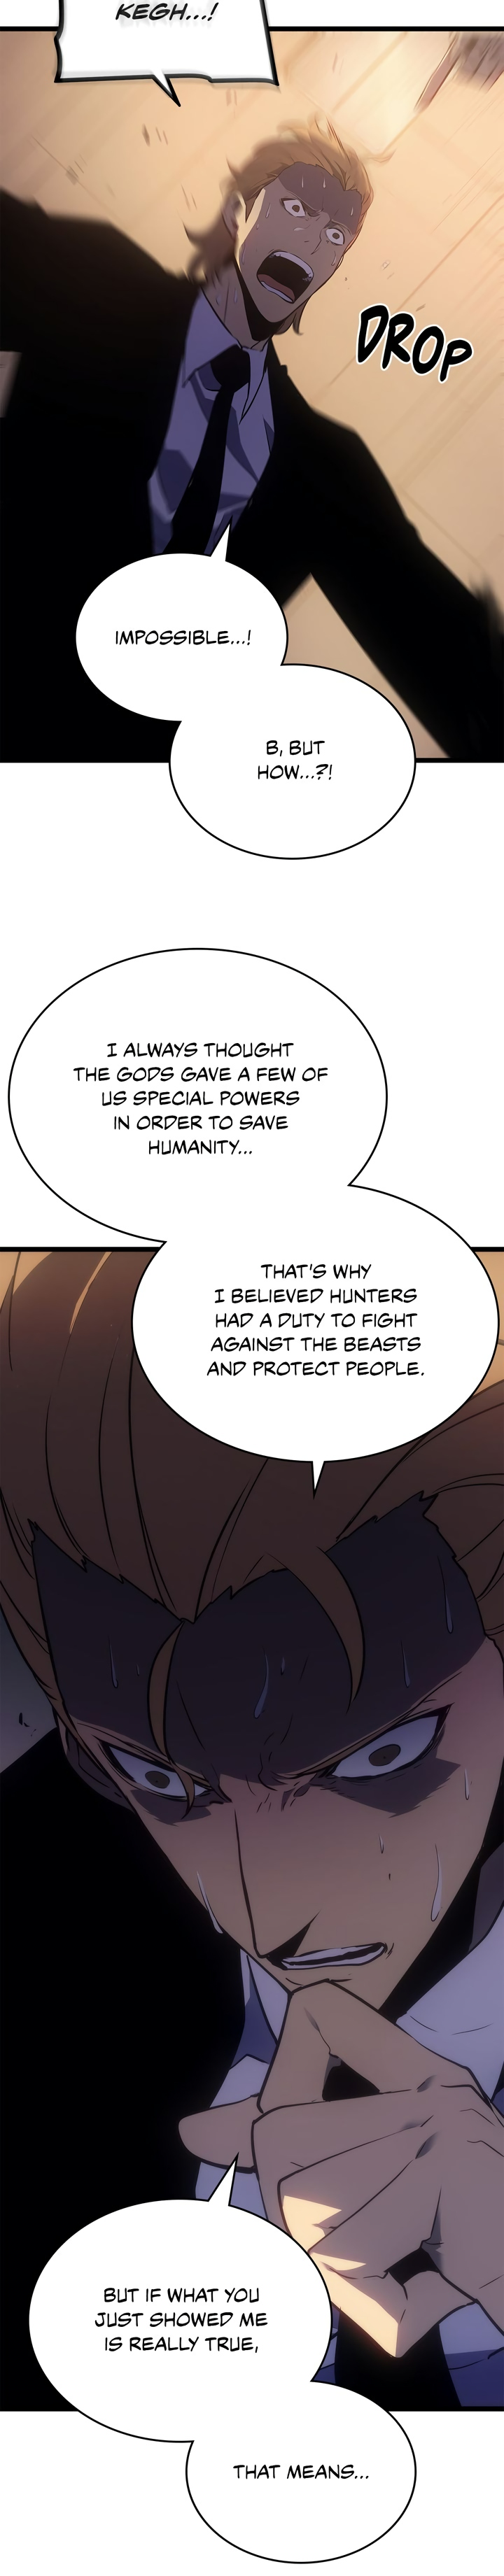 KEGH...!
DROP
IMPOSSIBLE...!
B, BUT
HOW...?!
I ALWAYS THOUGHT
THE GODS GAVE A FEW OF
US SPECIAL POWERS
IN ORDER TO SAVE
HUMANITY...
THAT'S WHY
I BELIEVED HUNTERS
HAD A DUTY TO FIGHT
AGAINST THE BEASTS
AND PROTECT PEOPLE.
BUT IF WHAT YOU
JUST SHOWED ME
IS REALLY TRUE,
THAT MEANS...